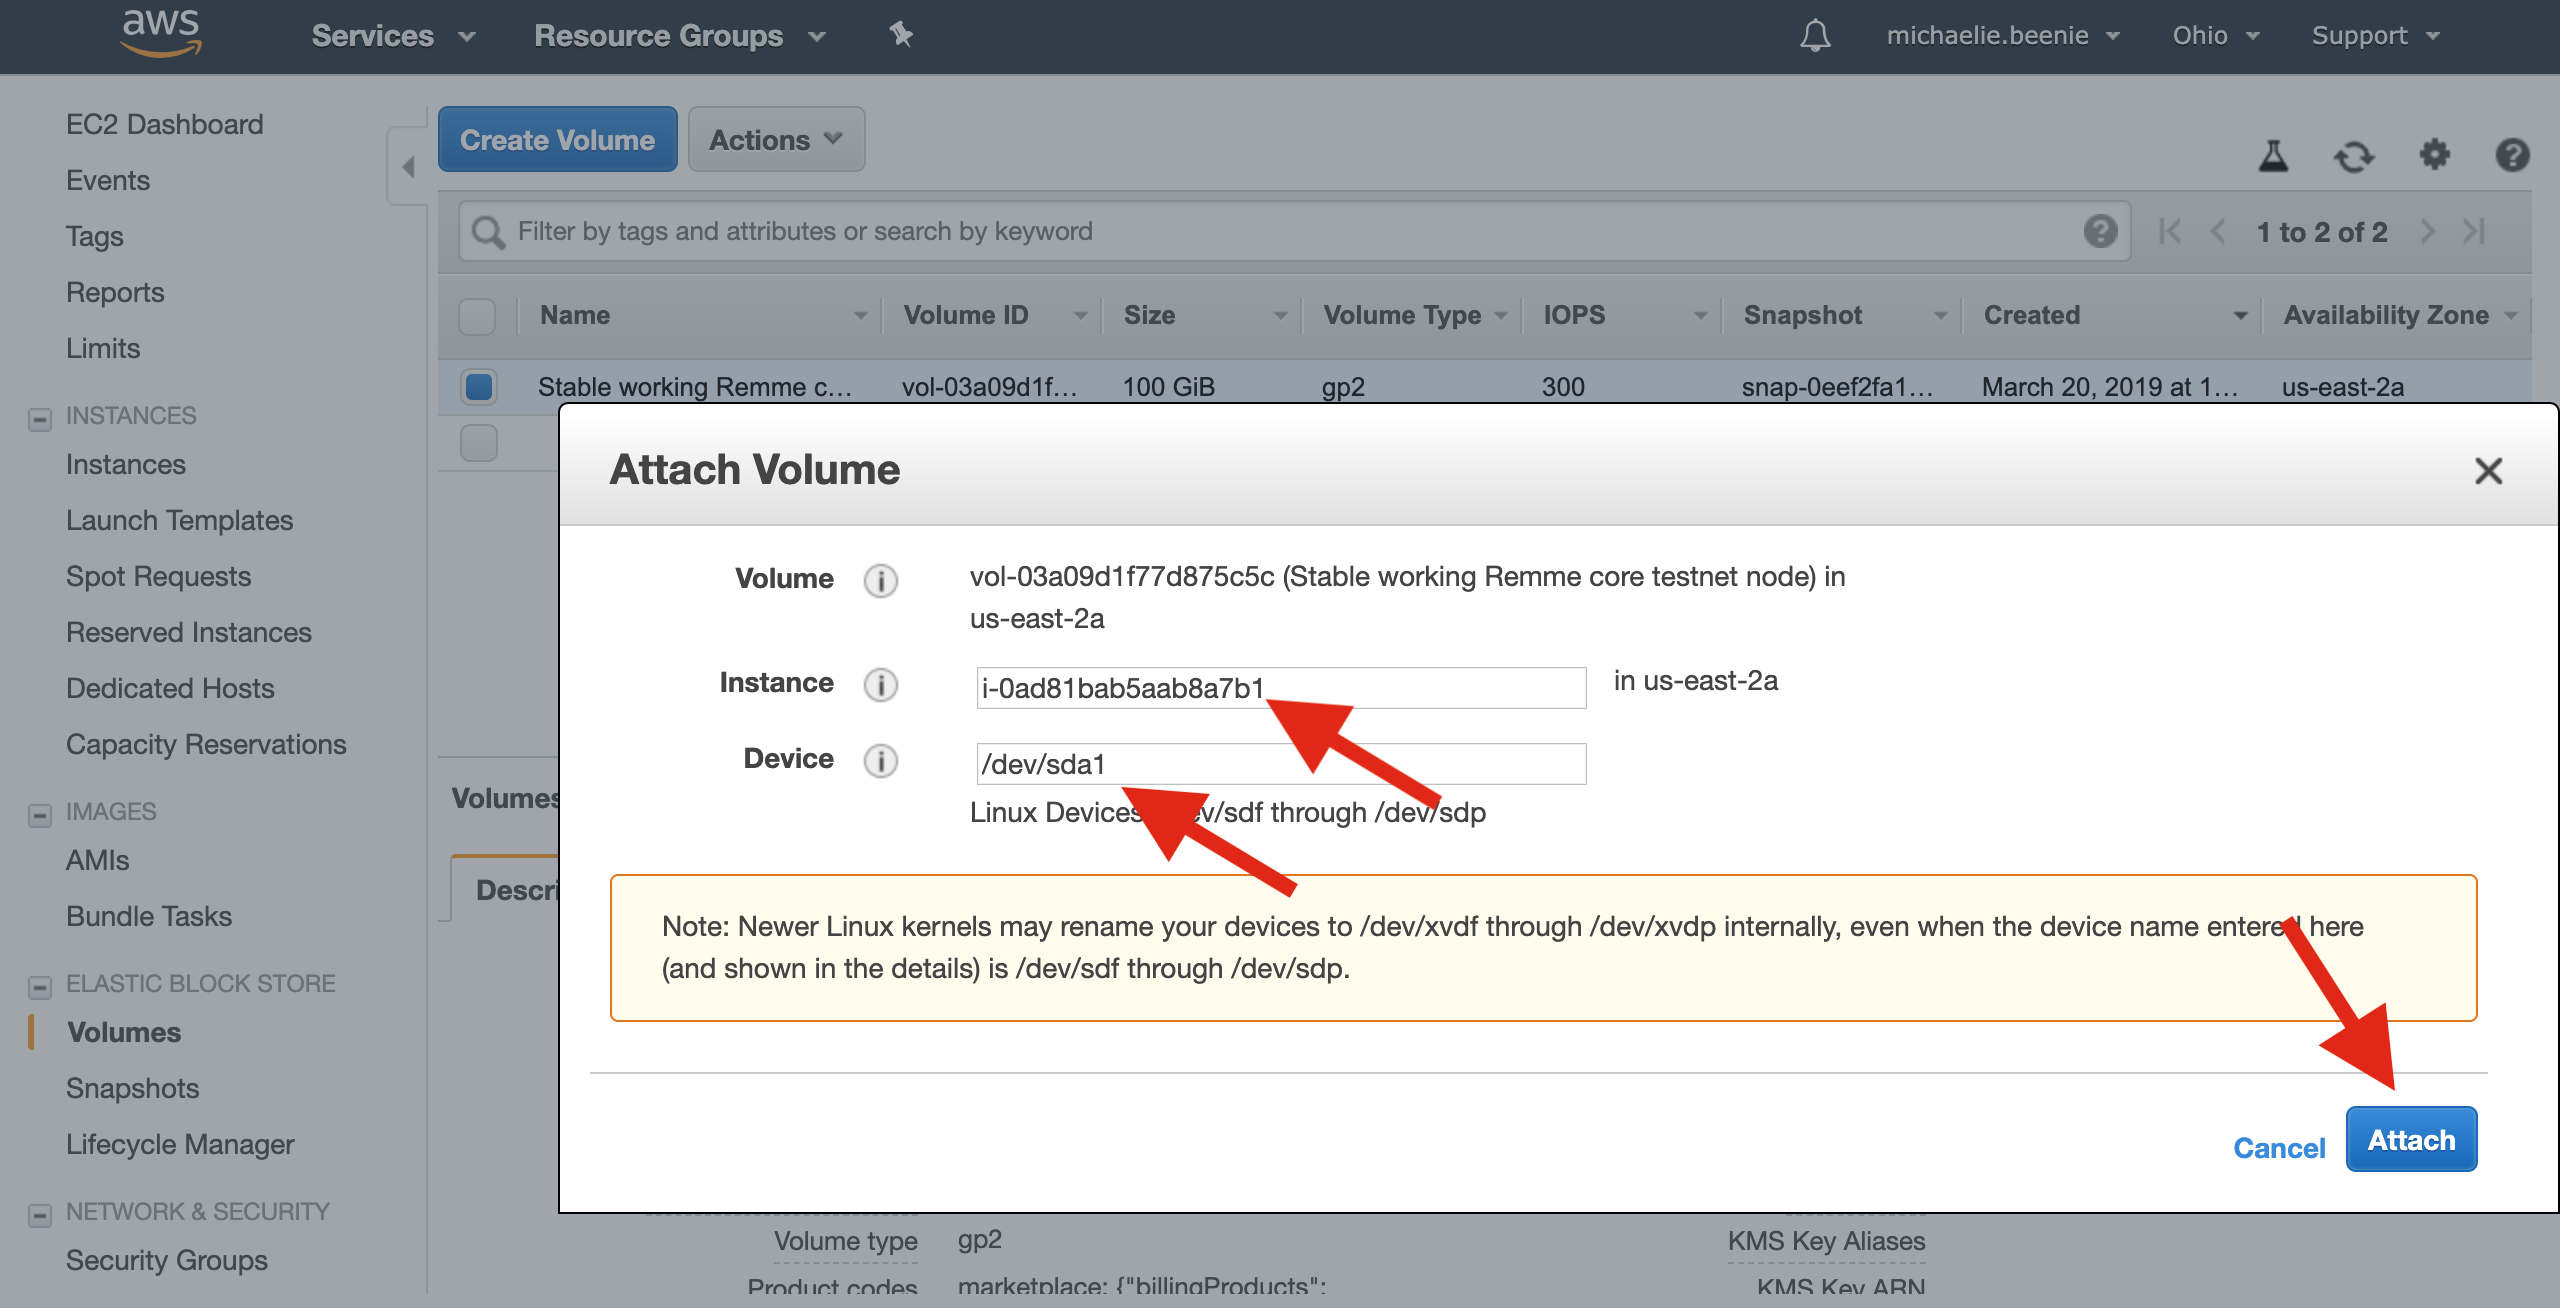 aws
Services
Resource Groups
michaelie.beenie
Ohio
Support
EC2 Dashboard
Events
Tags
Reports
Limits
INSTANCES
Instances
Launch Templates
Spot Requests
Reserved Instances
Dedicated Hosts
Capacity Reservations
IMAGES
AMIs
Bundle Tasks
ELASTIC BLOCK STORE
Volumes
Snapshots
Lifecycle Manager
NETWORK & SECURITY
Security Groups
Create Volume
Actions
Filter by tags and attributes or search by keyword
1 to 2 of 2
Name Volume ID Size Volume Type IOPS Snapshot Created Availability Zone
Stable working Remme c... vol-03a09d1f... 100 GiB gp2 300 snap-0eef2fa1... March 20, 2019 at 1... us-east-2a
Volumes
Descri
Attach Volume
Volume
vol-03a09d1f77d875c5c (Stable working Remme core testnet node) in
us-east-2a
Instance
i-0ad81bab5aab8a7b1
in us-east-2a
Device
/dev/sda1
Linux Devices /sdf through /dev/sdp
Note: Newer Linux kernels may rename your devices to /dev/xvdf through /dev/xvdp internally, even when the device name entered here
(and shown in the details) is /dev/sdf through /dev/sdp.
Cancel
Attach
Volume type gp2
KMS Key Aliases
Product codes marketplace: {"billingProducts":
KMS Key ARN